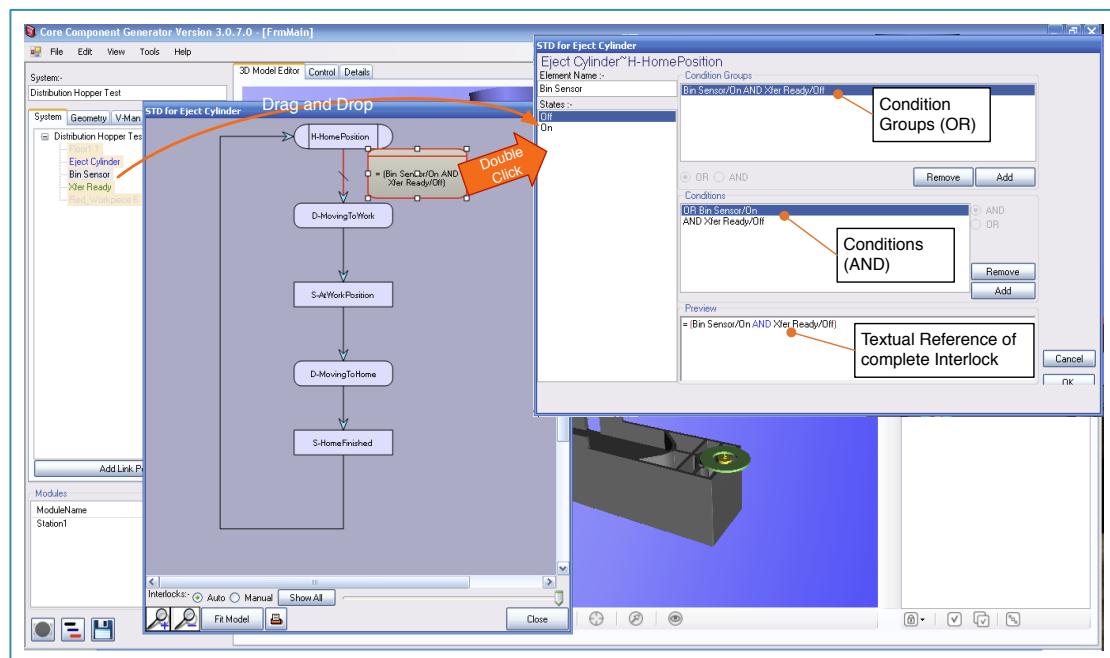 Core Component Generator Version 3.0.7.0 - [FrmMain]
File Edit View Tools Help
System:-
Distribution Hopper Test
3D Model Editor Control Details
System Geometry V-Man
Distribution Hopper Tes
Floor1 1
Eject Cylinder
Bin Sensor
Xfer Ready
Red_Workpiece 6
Add Link P
Modules
ModuleName
Station1
STD for Eject Cylinder
Drag and Drop
H-HomePosition
= (Bin Sensor/On AND
Xfer Ready/Off)
D-MovingToWork
S-AtWorkPosition
D-MovingToHome
S-HomeFinished
Interlocks:- Auto Manual Show All
Fit Model Close
Double
Click
STD for Eject Cylinder
Eject Cylinder~H-HomePosition
Element Name :-
Bin Sensor
States :-
Off
On
Condition Groups
Bin Sensor/On AND Xfer Ready/Off
Condition
Groups (OR)
OR AND Remove Add
Conditions
OR Bin Sensor/On
AND Xfer Ready/Off
AND
OR
Conditions
(AND)
Remove
Add
Preview
= (Bin Sensor/On AND Xfer Ready/Off)
Textual Reference of
complete Interlock
Cancel
OK